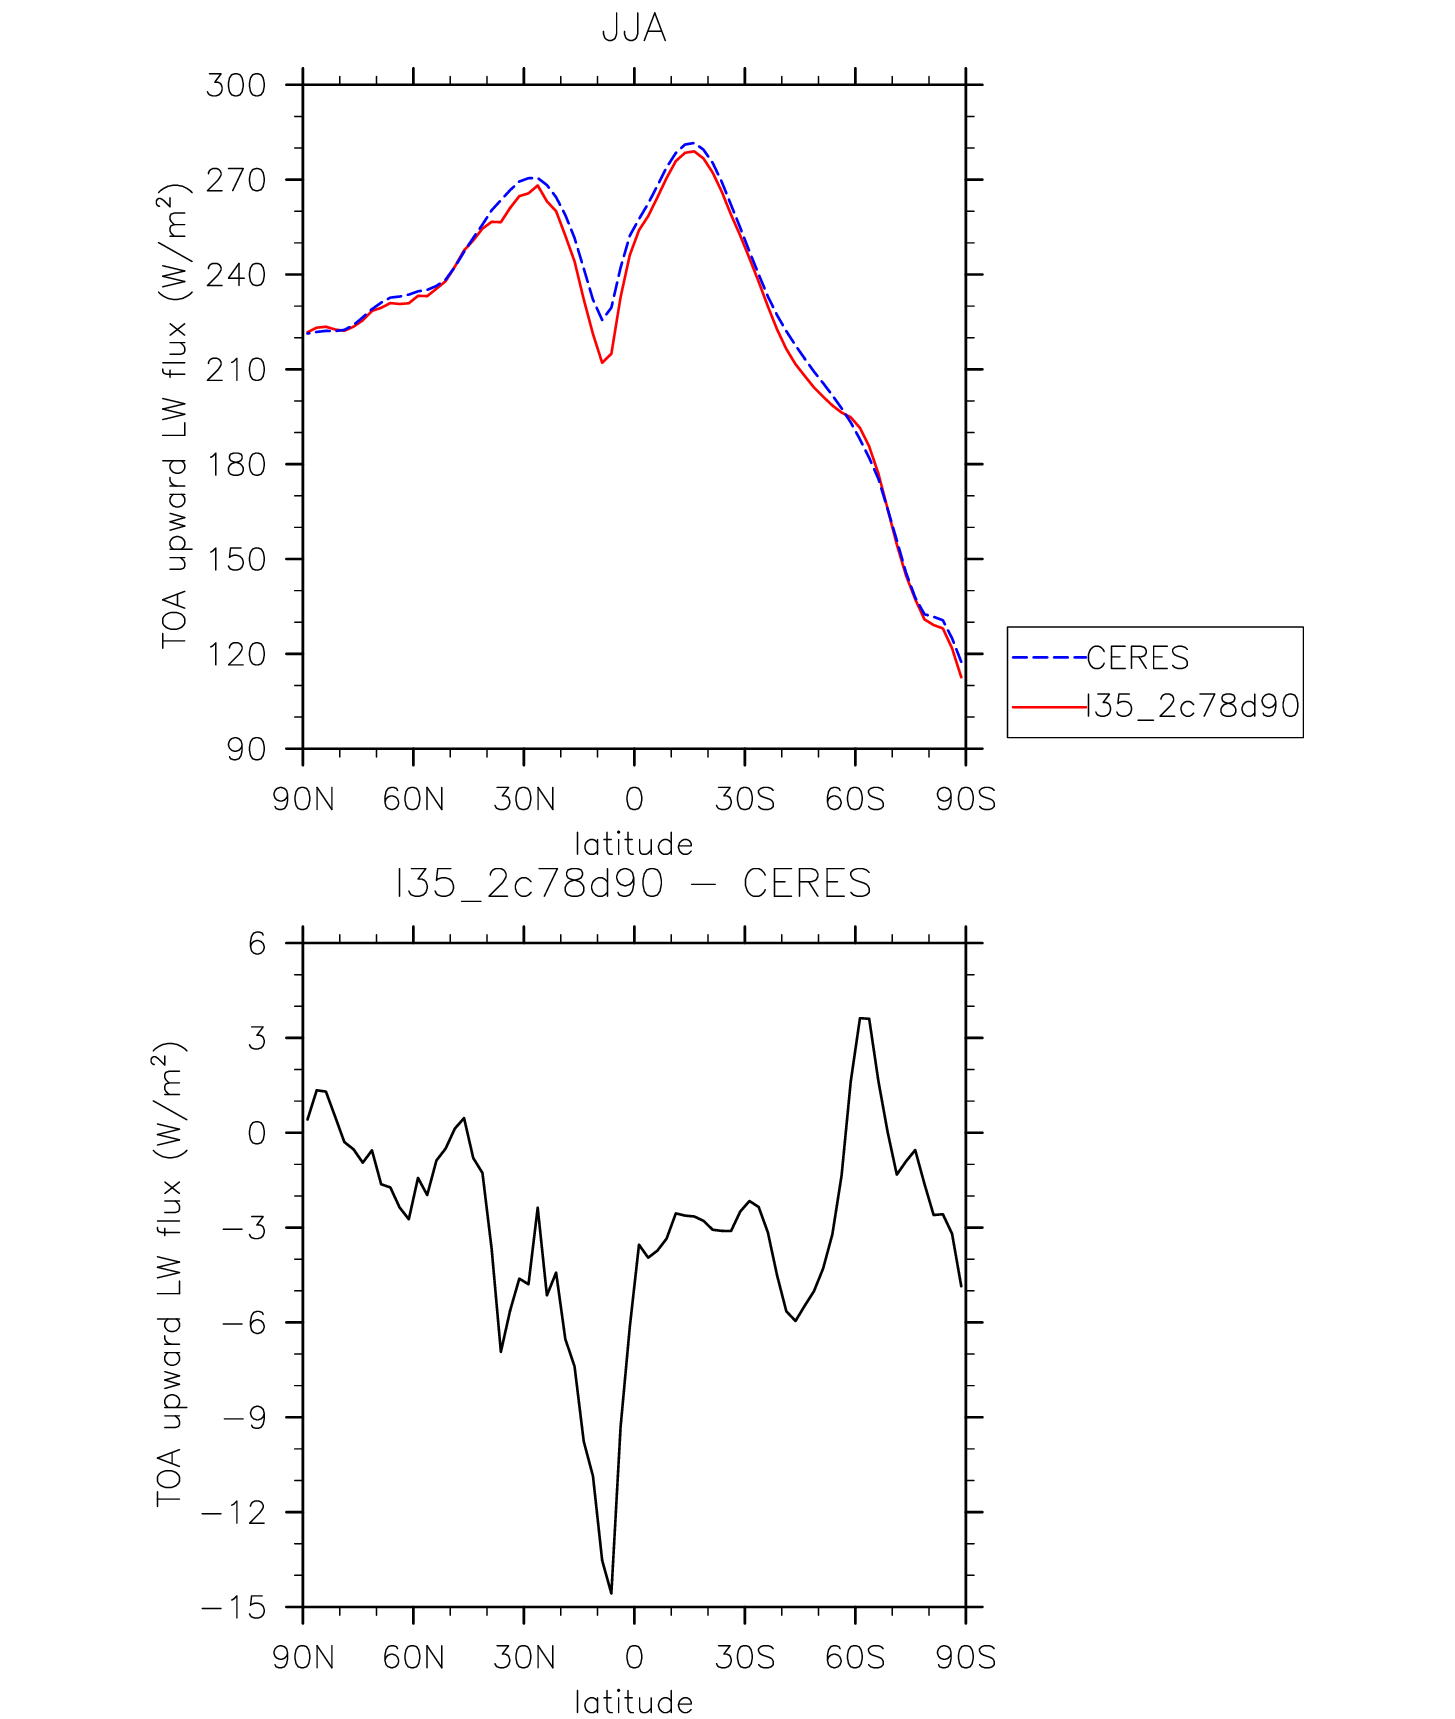 JJA
300
270
240
210
180
150
120
90
TOA upward LW flux (W/m²)
90N 60N 30N 0 30S 60S 90S
latitude
CERES
I35_2c78d90
I35_2c78d90 – CERES
6
3
0
−3
−6
−9
−12
−15
TOA upward LW flux (W/m²)
90N 60N 30N 0 30S 60S 90S
latitude